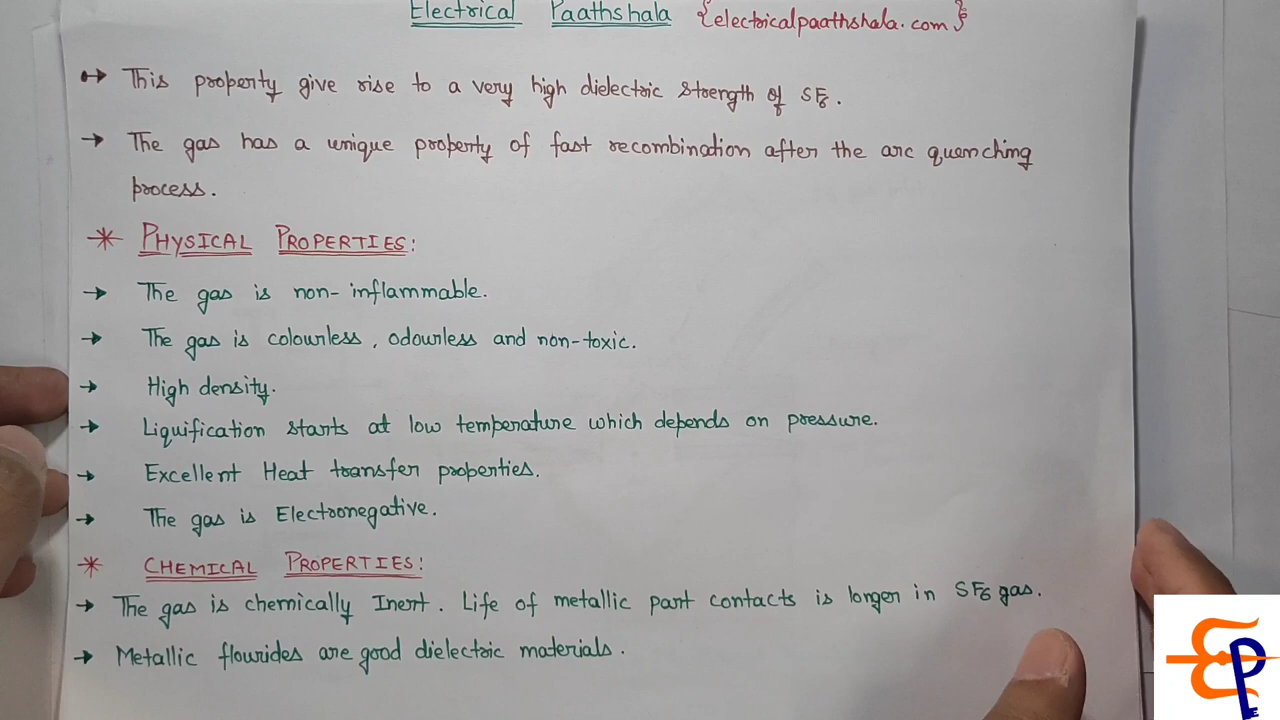 Electrical Paathshala {electricalpaathshala.com}
→ This property give rise to a very high dielectric strength of SF6.
→ The gas has a unique property of fast recombination after the arc quenching
process.
* PHYSICAL PROPERTIES:
→ The gas is non-inflammable.
→ The gas is colourless, odourless and non-toxic.
→ High density.
→ Liquification starts at low temperature which depends on pressure.
→ Excellent Heat transfer properties.
→ The gas is Electronegative.
* CHEMICAL PROPERTIES:
→ The gas is chemically Inert. Life of metallic part contacts is longer in SF6 gas.
→ Metallic flourides are good dielectric materials.
EP